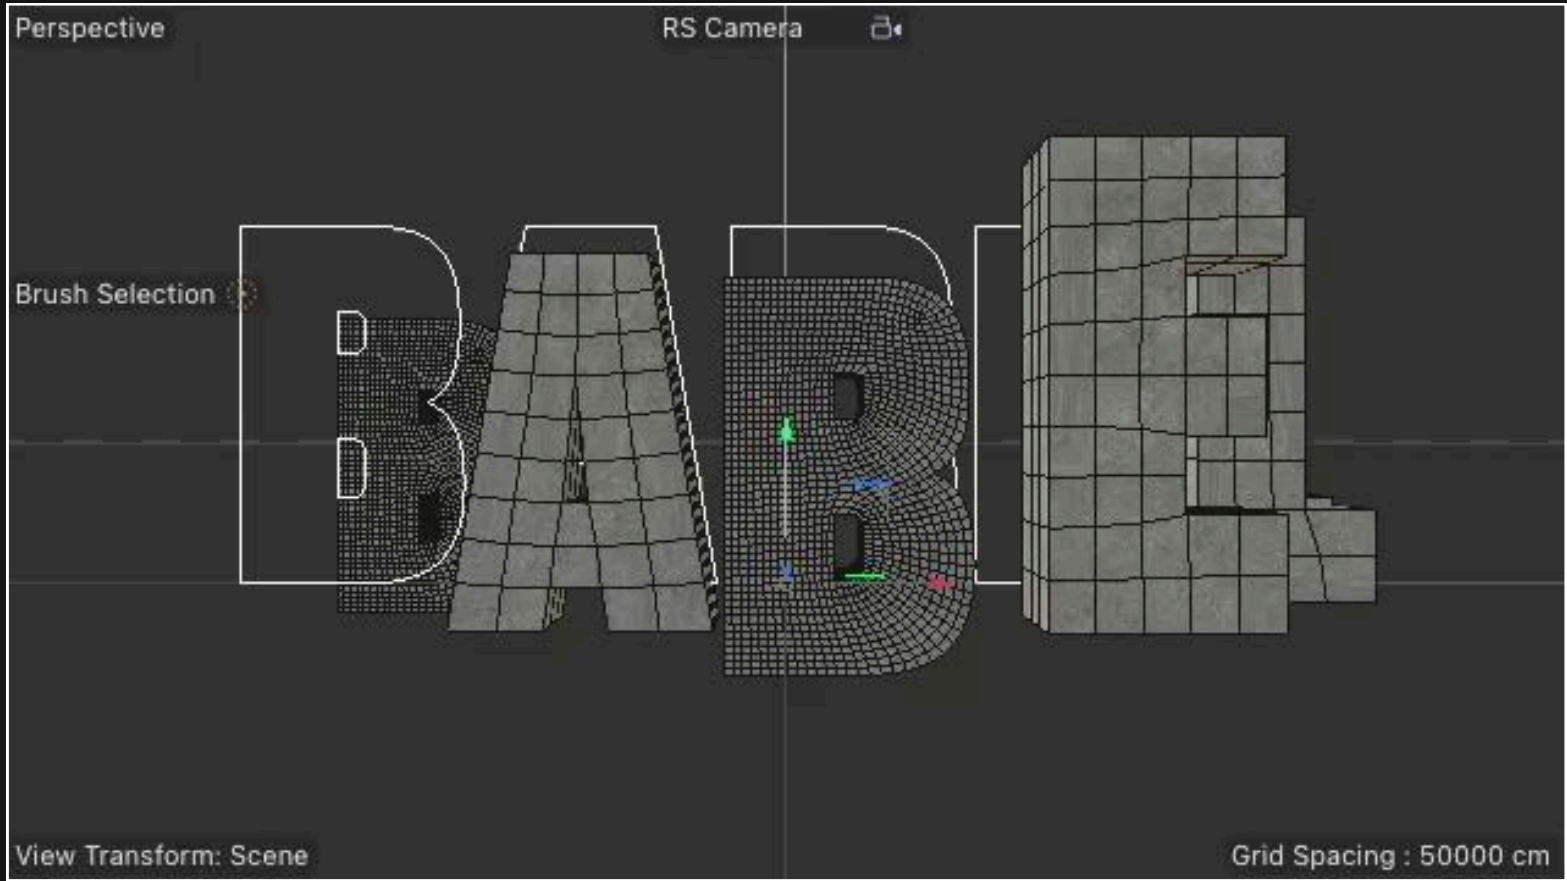 Perspective
RS Camera
BABEL
Brush Selection
View Transform: Scene
Grid Spacing : 50000 cm